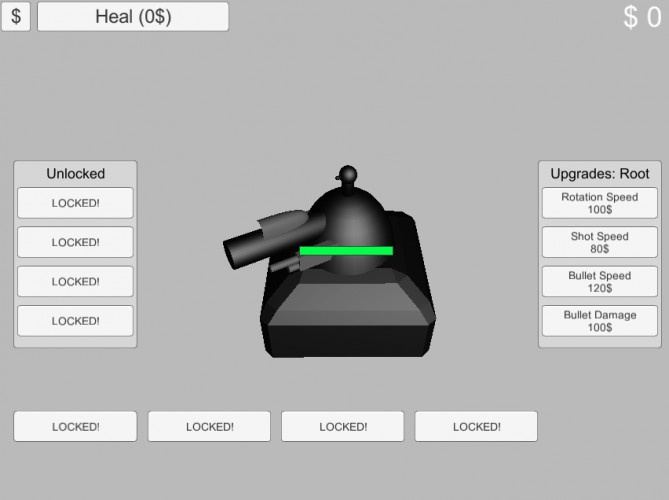 $
Heal (0$)
$ 0
Unlocked
LOCKED!
LOCKED!
LOCKED!
LOCKED!
Upgrades: Root
Rotation Speed
100$
Shot Speed
80$
Bullet Speed
120$
Bullet Damage
100$
LOCKED!
LOCKED!
LOCKED!
LOCKED!